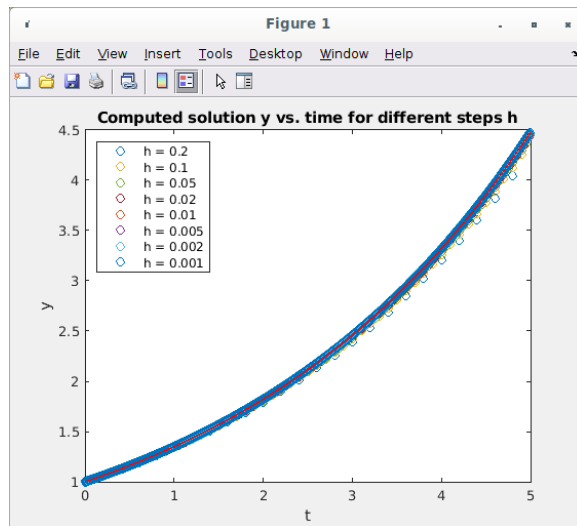 Figure 1
File Edit View Insert Tools Desktop Window Help
Computed solution y vs. time for different steps h
4.5
4
3.5
3
2.5
2
1.5
1
y
h = 0.2
h = 0.1
h = 0.05
h = 0.02
h = 0.01
h = 0.005
h = 0.002
h = 0.001
0 1 2 3 4 5
t